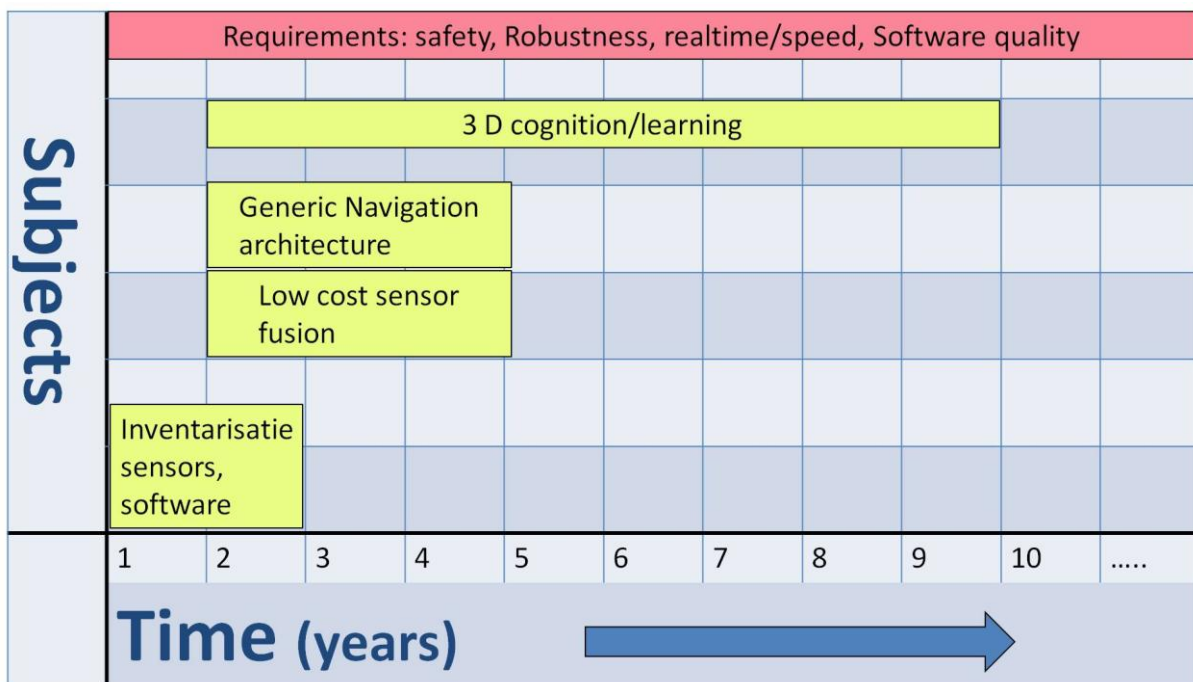 Requirements: safety, Robustness, realtime/speed, Software quality
Subjects
3 D cognition/learning
Generic Navigation
architecture
Low cost sensor
fusion
Inventarisatie
sensors,
software
1 2 3 4 5 6 7 8 9 10 .....
Time (years)